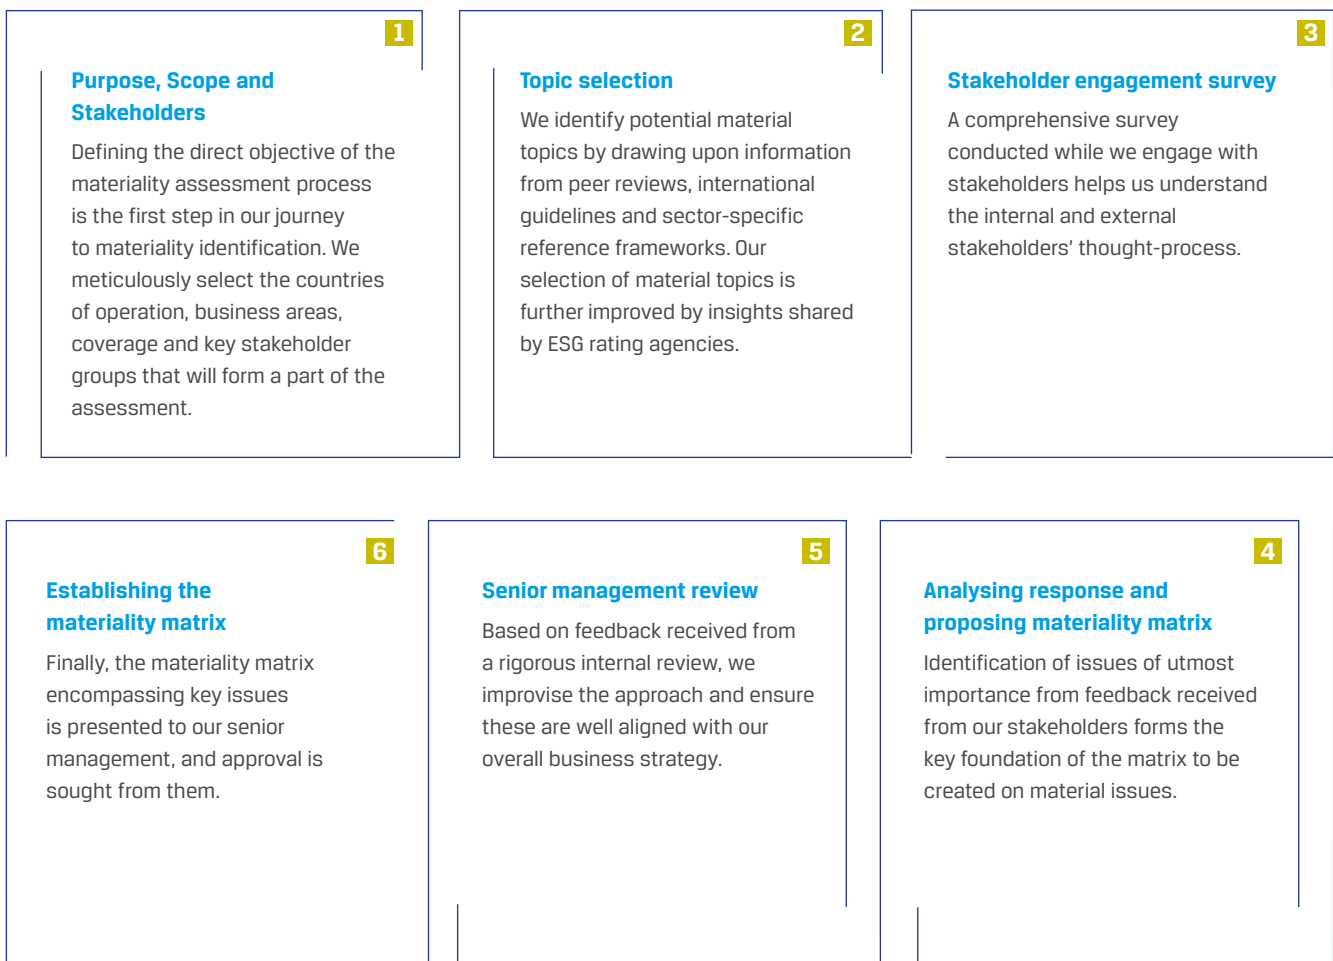 1
Purpose, Scope and
Stakeholders
Defining the direct objective of the
materiality assessment process
is the first step in our journey
to materiality identification. We
meticulously select the countries
of operation, business areas,
coverage and key stakeholder
groups that will form a part of the
assessment.
2
Topic selection
We identify potential material
topics by drawing upon information
from peer reviews, international
guidelines and sector-specific
reference frameworks. Our
selection of material topics is
further improved by insights shared
by ESG rating agencies.
3
Stakeholder engagement survey
A comprehensive survey
conducted while we engage with
stakeholders helps us understand
the internal and external
stakeholders' thought-process.
4
Analysing response and
proposing materiality matrix
Identification of issues of utmost
importance from feedback received
from our stakeholders forms the
key foundation of the matrix to be
created on material issues.
5
Senior management review
Based on feedback received from
a rigorous internal review, we
improvise the approach and ensure
these are well aligned with our
overall business strategy.
6
Establishing the
materiality matrix
Finally, the materiality matrix
encompassing key issues
is presented to our senior
management, and approval is
sought from them.